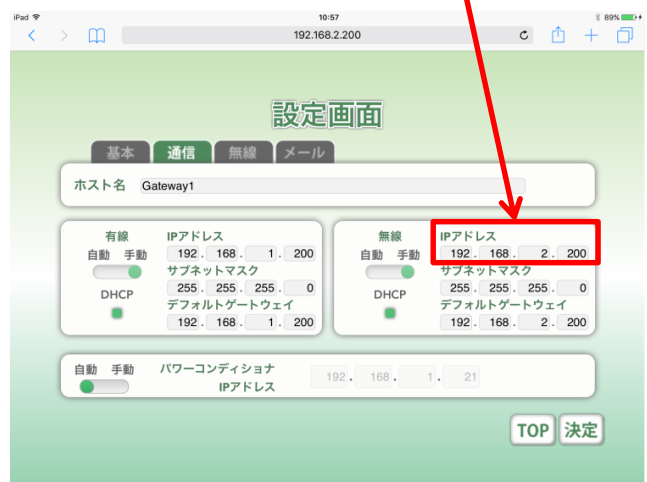 iPad 10:57 89%
192.168.2.200
設定画面
基本 通信 無線 メール
ホスト名 Gateway1
有線 IPアドレス
自動 手動 192. 168. 1. 200
サブネットマスク
255. 255. 255. 0
DHCP
デフォルトゲートウェイ
192. 168. 1. 200
無線 IPアドレス
自動 手動 192. 168. 2. 200
サブネットマスク
255. 255. 255. 0
DHCP
デフォルトゲートウェイ
192. 168. 2. 200
自動 手動 パワーコンディショナ
IPアドレス
192. 168. 1. 21
TOP 決定